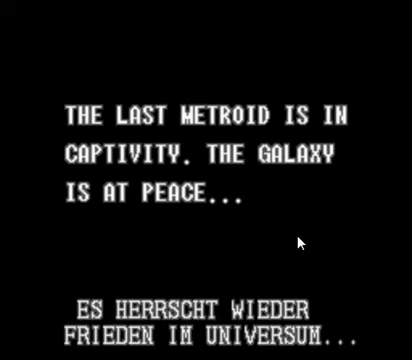 THE LAST METROID IS IN
CAPTIVITY. THE GALAXY
IS AT PEACE...
ES HERRSCHT WIEDER
FRIEDEN IM UNIVERSUM...